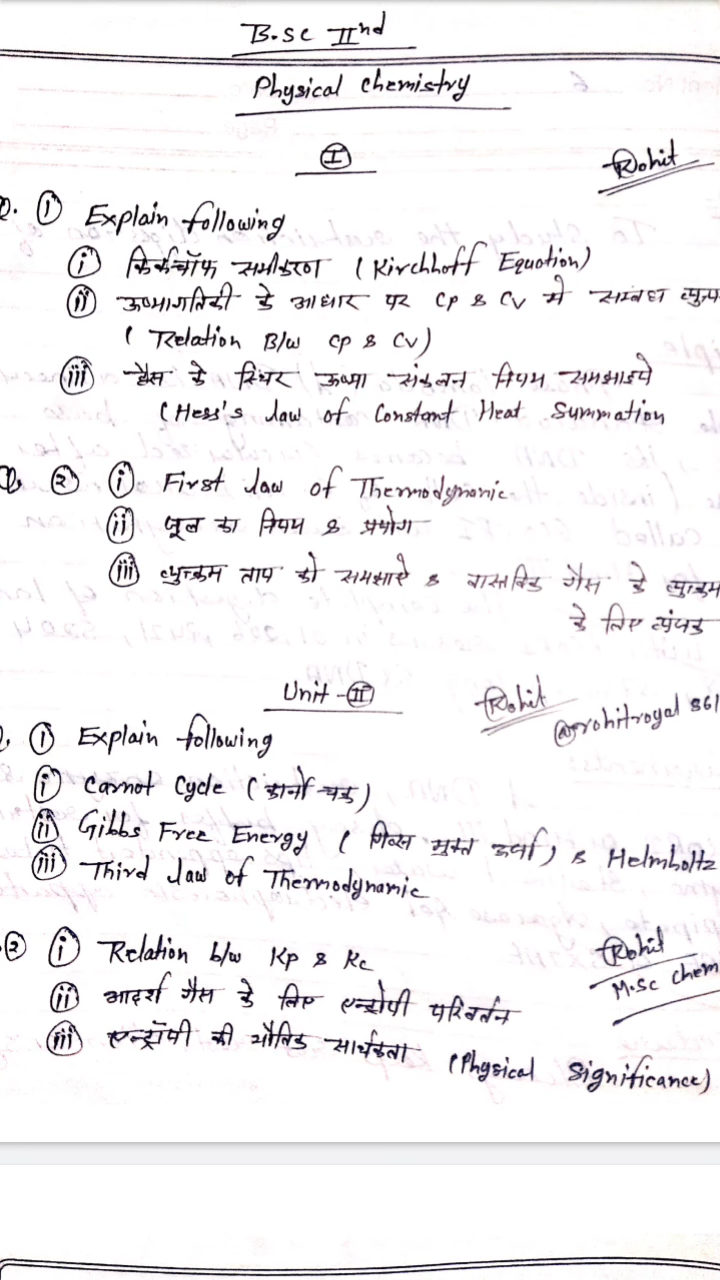 B.sc IInd
Physical chemistry
I
Rohit
Q. 1 Explain following
i किर्कचॉफ समीकरण ( Kirchhoff Equation)
ii ऊष्मागतिकी के आधार पर Cp & Cv में सम्बंध व्युत्प
( Relation B/w Cp & Cv)
iii हैस के स्थिर ऊष्मा संकलन नियम समझाइये
( Hess's law of Constant Heat Summation
Q. 2 i First law of Thermodynamic
ii जूल का नियम & प्रयोग
iii व्युत्क्रम ताप को समझाये & वास्तविक गैस के व्युत्क्रम
के लिए व्यंजक
Unit - II
Rohit
@rohitroyal 861
Q. 1 Explain following
i Carnot Cycle ( कार्नो चक्र )
ii Gibbs Free Energy ( गिब्स मुक्त ऊर्जा ) & Helmholtz
iii Third law of Thermodynamic
2 i Relation b/w Kp & Kc
Rohit
M.Sc chem
ii आदर्श गैस के लिए एन्ट्रोपी परिवर्तन
iii एन्ट्रॉपी की भौतिक सार्थकता ( Physical Significance)